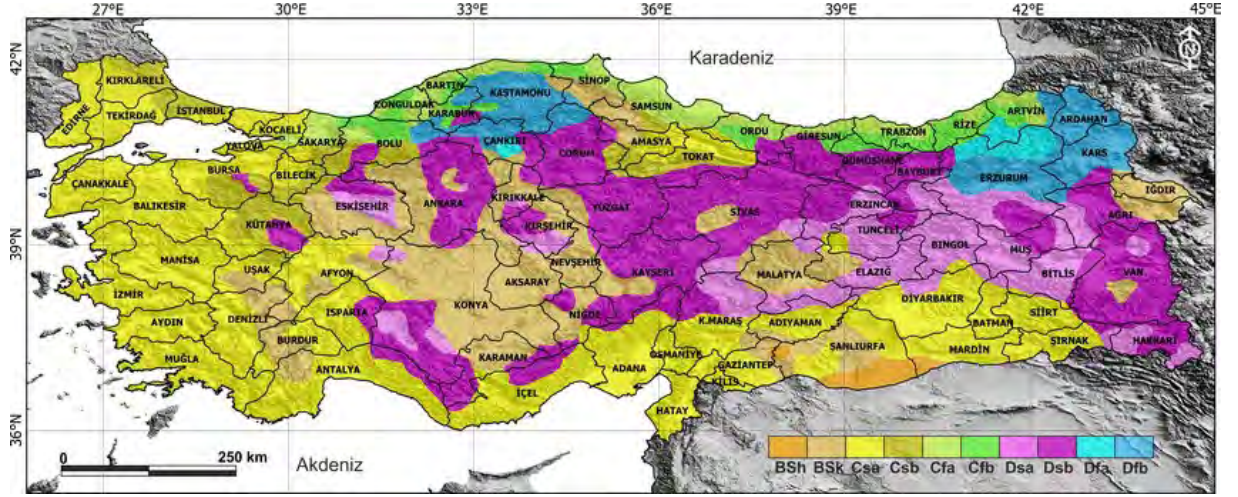 27°E 30°E 33°E 36°E 39°E 42°E 45°E
42°N
39°N
36°N
Karadeniz
N
KIRKLARELİ
EDİRNE
TEKİRDAĞ
İSTANBUL
KOCAELİ
YALOVA
SAKARYA
BOLU
BARTIN
KARABÜK
KASTAMONU
ÇANKIRI
SİNOP
SAMSUN
ÇORUM
AMASYA
TOKAT
ORDU
GİRESUN
TRABZON
GÜMÜŞHANE
BAYBURT
RİZE
ARTVİN
ARDAHAN
KARS
ERZURUM
IĞDIR
AĞRI
ÇANAKKALE
BURSA
BİLECİK
BALIKESİR
ESKİŞEHİR
ANKARA
KIRIKKALE
KIRŞEHİR
YOZGAT
SİVAS
ERZİNCAN
TUNCELİ
BİNGÖL
MUŞ
BİTLİS
VAN
KÜTAHYA
MANİSA
UŞAK
AFYON
KONYA
AKSARAY
NEVŞEHİR
KAYSERİ
MALATYA
ELAZIĞ
İZMİR
AYDIN
DENİZLİ
ISPARTA
BURDUR
MUĞLA
ANTALYA
KARAMAN
NİĞDE
İÇEL
ADANA
K.MARAŞ
OSMANİYE
HATAY
GAZİANTEP
KİLİS
ADIYAMAN
ŞANLIURFA
DİYARBAKIR
MARDİN
BATMAN
SİİRT
ŞIRNAK
HAKKARİ
0 250 km
Akdeniz
BSh BSk Csa Csb Cfa Cfb Dsa Dsb Dfa Dfb